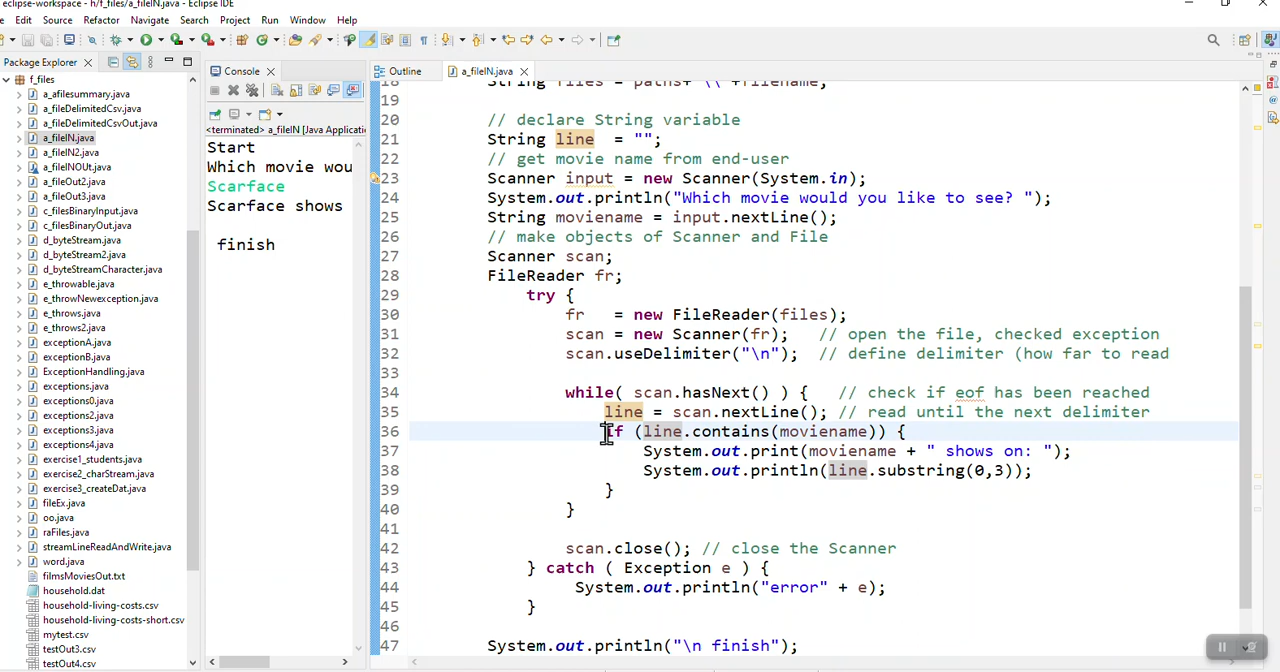 eclipse-workspace - h/f_files/a_fileIN.java - Eclipse IDE
Edit Source Refactor Navigate Search Project Run Window Help
Package Explorer
f_files
a_afilesummary.java
a_fileDelimitedCsv.java
a_fileDelimitedCsvOut.java
a_fileIN.java
a_fileIN2.java
a_fileINOUt.java
a_fileOut2.java
a_fileOut3.java
c_filesBinaryInput.java
c_filesBinaryOut.java
d_byteStream.java
d_byteStream2.java
d_byteStreamCharacter.java
e_throwable.java
e_throwNewexception.java
e_throws.java
e_throws2.java
exceptionA.java
exceptionB.java
ExceptionHandling.java
exceptions.java
exceptions0.java
exceptions2.java
exceptions3.java
exceptions4.java
exercise1_students.java
exercise2_charStream.java
exercise3_createDat.java
fileEx.java
oo.java
raFiles.java
streamLineReadAndWrite.java
word.java
filmsMoviesOut.txt
household.dat
household-living-costs.csv
household-living-costs-short.csv
mytest.csv
testOut3.csv
testOut4.csv
Console
<terminated> a_fileIN [Java Applicati
Start
Which movie wou
Scarface
Scarface shows
finish
Outline
a_fileIN.java
18 String files = paths+ "\\"+filename;
19
20 // declare String variable
21 String line = "";
22 // get movie name from end-user
23 Scanner input = new Scanner(System.in);
24 System.out.println("Which movie would you like to see? ");
25 String moviename = input.nextLine();
26 // make objects of Scanner and File
27 Scanner scan;
28 FileReader fr;
29 try {
30 fr = new FileReader(files);
31 scan = new Scanner(fr); // open the file, checked exception
32 scan.useDelimiter("\n"); // define delimiter (how far to read
33
34 while( scan.hasNext() ) { // check if eof has been reached
35 line = scan.nextLine(); // read until the next delimiter
36 if (line.contains(moviename)) {
37 System.out.print(moviename + " shows on: ");
38 System.out.println(line.substring(0,3));
39 }
40 }
41
42 scan.close(); // close the Scanner
43 } catch ( Exception e ) {
44 System.out.println("error" + e);
45 }
46
47 System.out.println("\n finish");